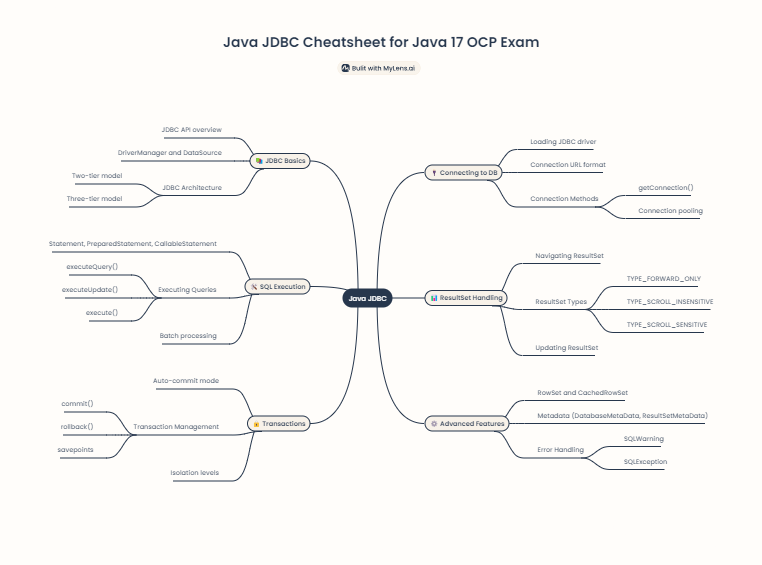 Java JDBC Cheatsheet for Java 17 OCP Exam
Built with MyLens.ai
Java JDBC
JDBC Basics
JDBC API overview
DriverManager and DataSource
JDBC Architecture
Two-tier model
Three-tier model
SQL Execution
Statement, PreparedStatement, CallableStatement
Executing Queries
executeQuery()
executeUpdate()
execute()
Batch processing
Transactions
Auto-commit mode
Transaction Management
commit()
rollback()
savepoints
Isolation levels
Connecting to DB
Loading JDBC driver
Connection URL format
Connection Methods
getConnection()
Connection pooling
ResultSet Handling
Navigating ResultSet
ResultSet Types
TYPE_FORWARD_ONLY
TYPE_SCROLL_INSENSITIVE
TYPE_SCROLL_SENSITIVE
Updating ResultSet
Advanced Features
RowSet and CachedRowSet
Metadata (DatabaseMetaData, ResultSetMetaData)
Error Handling
SQLWarning
SQLException